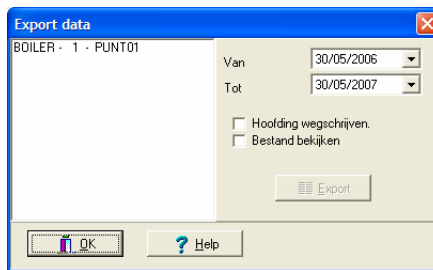 Export data
BOILER - 1 - PUNT01
Van 30/05/2006
Tot 30/05/2007
Hoofding wegschrijven.
Bestand bekijken
Export
OK
Help